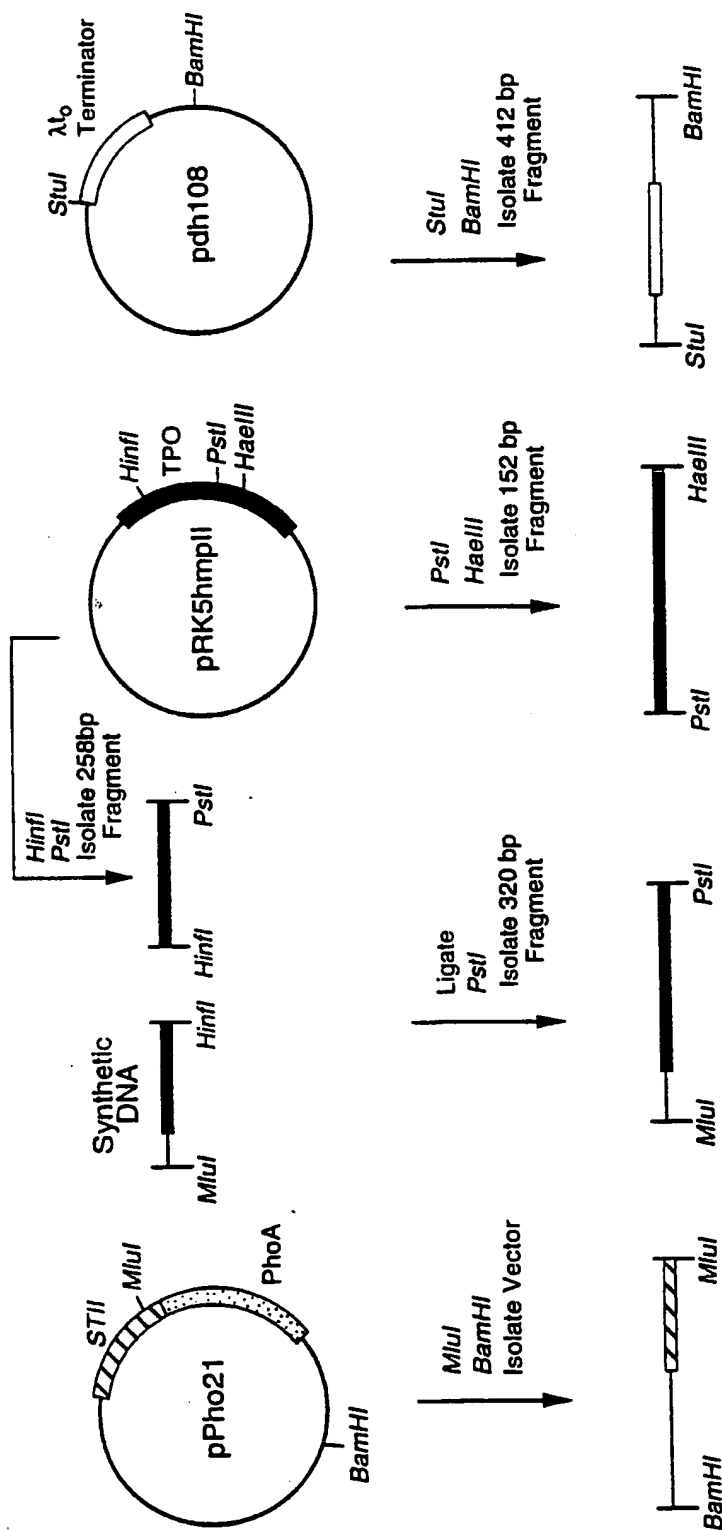 STII
MluI
PhoA
pPho21
BamHI
MluI
BamHI
Isolate Vector
BamHI
MluI
Synthetic
DNA
MluI
HinfI
HinfI
PstI
Isolate 258bp
Fragment
HinfI
PstI
Ligate
PstI
Isolate 320 bp
Fragment
MluI
PstI
HinfI
TPO
PstI
HaeIII
pRK5hmplI
PstI
HaeIII
Isolate 152 bp
Fragment
PstI
HaeIII
StuI
λt₀
Terminator
BamHI
pdh108
StuI
BamHI
Isolate 412 bp
Fragment
StuI
BamHI